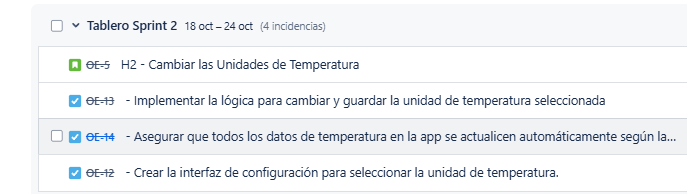 Tablero Sprint 2 18 oct – 24 oct (4 incidencias)
OE-5 H2 - Cambiar las Unidades de Temperatura
OE-13 - Implementar la lógica para cambiar y guardar la unidad de temperatura seleccionada
OE-14 - Asegurar que todos los datos de temperatura en la app se actualicen automáticamente según la...
OE-12 - Crear la interfaz de configuración para seleccionar la unidad de temperatura.